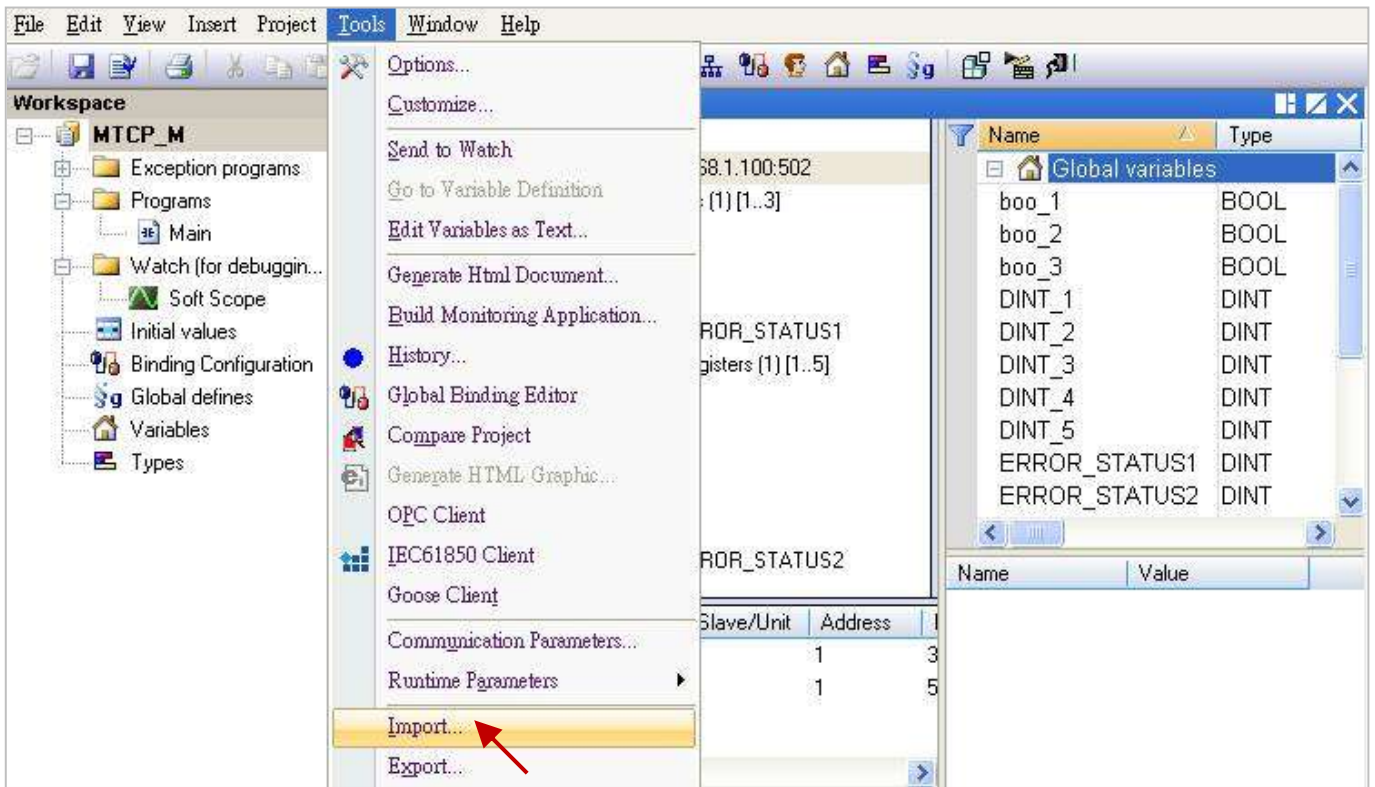 File Edit View Insert Project Tools Window Help
Workspace
MTCP_M
Exception programs
Programs
Main
Watch (for debuggin...
Soft Scope
Initial values
Binding Configuration
Global defines
Variables
Types
Options...
Customize...
Send to Watch
Go to Variable Definition
Edit Variables as Text...
Generate Html Document...
Build Monitoring Application...
History...
Global Binding Editor
Compare Project
Generate HTML Graphic...
OPC Client
IEC61850 Client
Goose Client
Communication Parameters...
Runtime Parameters
Import...
Export...
68.1.100:502
(1) [1..3]
ROR_STATUS1
gisters (1) [1..5]
ROR_STATUS2
Slave/Unit Address
1 3
1 5
Name Type
Global variables
boo_1 BOOL
boo_2 BOOL
boo_3 BOOL
DINT_1 DINT
DINT_2 DINT
DINT_3 DINT
DINT_4 DINT
DINT_5 DINT
ERROR_STATUS1 DINT
ERROR_STATUS2 DINT
Name Value